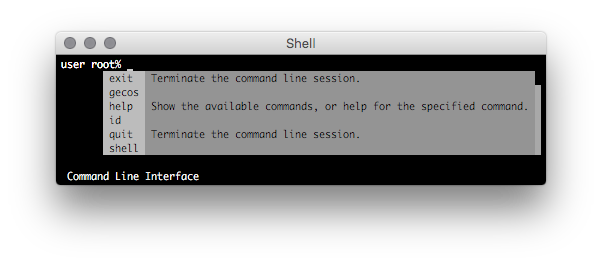 Shell
user root%
exit Terminate the command line session.
gecos
help Show the available commands, or help for the specified command.
id
quit Terminate the command line session.
shell
Command Line Interface